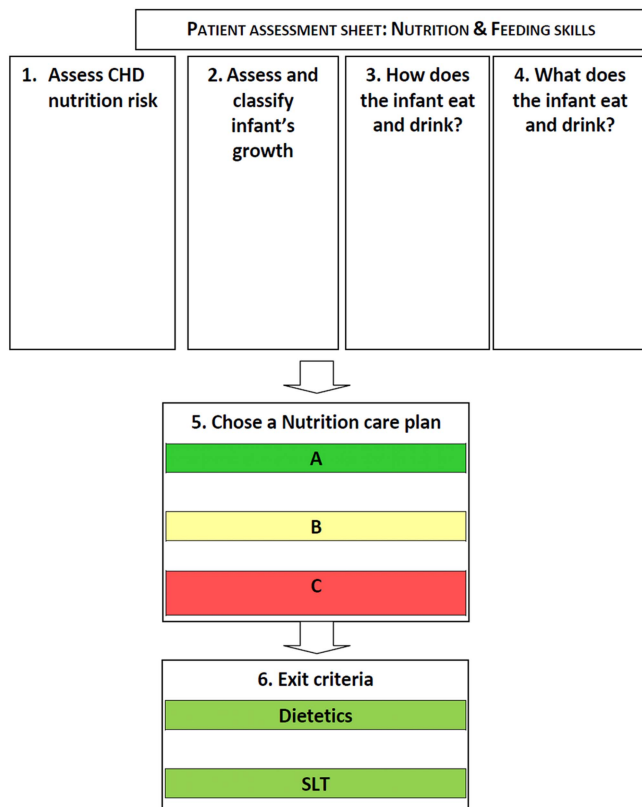 PATIENT ASSESSMENT SHEET: NUTRITION & FEEDING SKILLS
1. Assess CHD
nutrition risk
2. Assess and
classify
infant's
growth
3. How does
the infant eat
and drink?
4. What does
the infant eat
and drink?
5. Chose a Nutrition care plan
A
B
C
6. Exit criteria
Dietetics
SLT